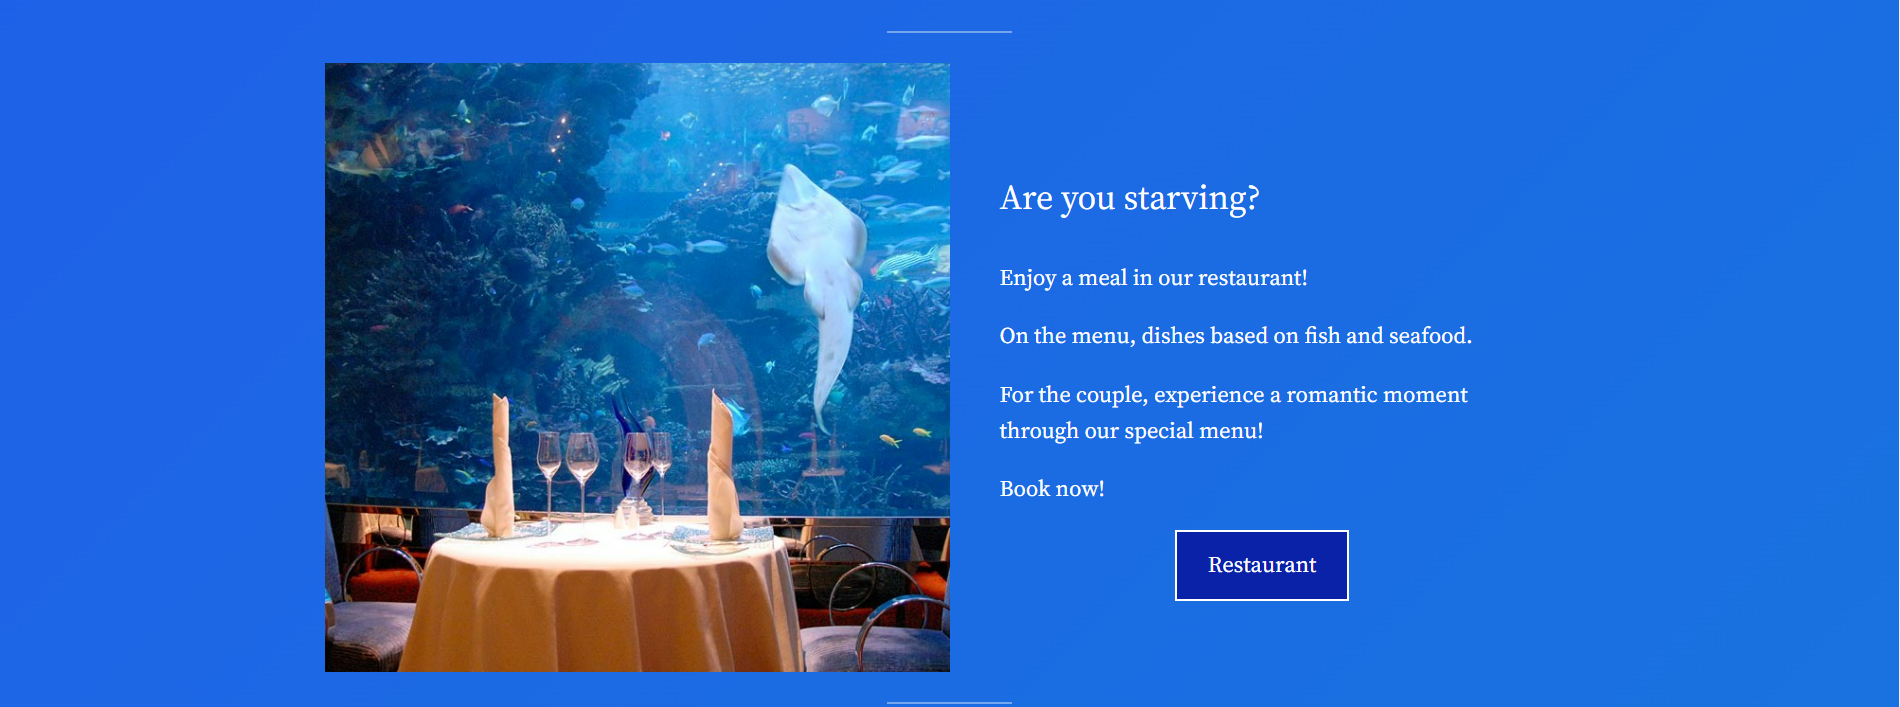 Are you starving?
Enjoy a meal in our restaurant!
On the menu, dishes based on fish and seafood.
For the couple, experience a romantic moment
through our special menu!
Book now!
Restaurant